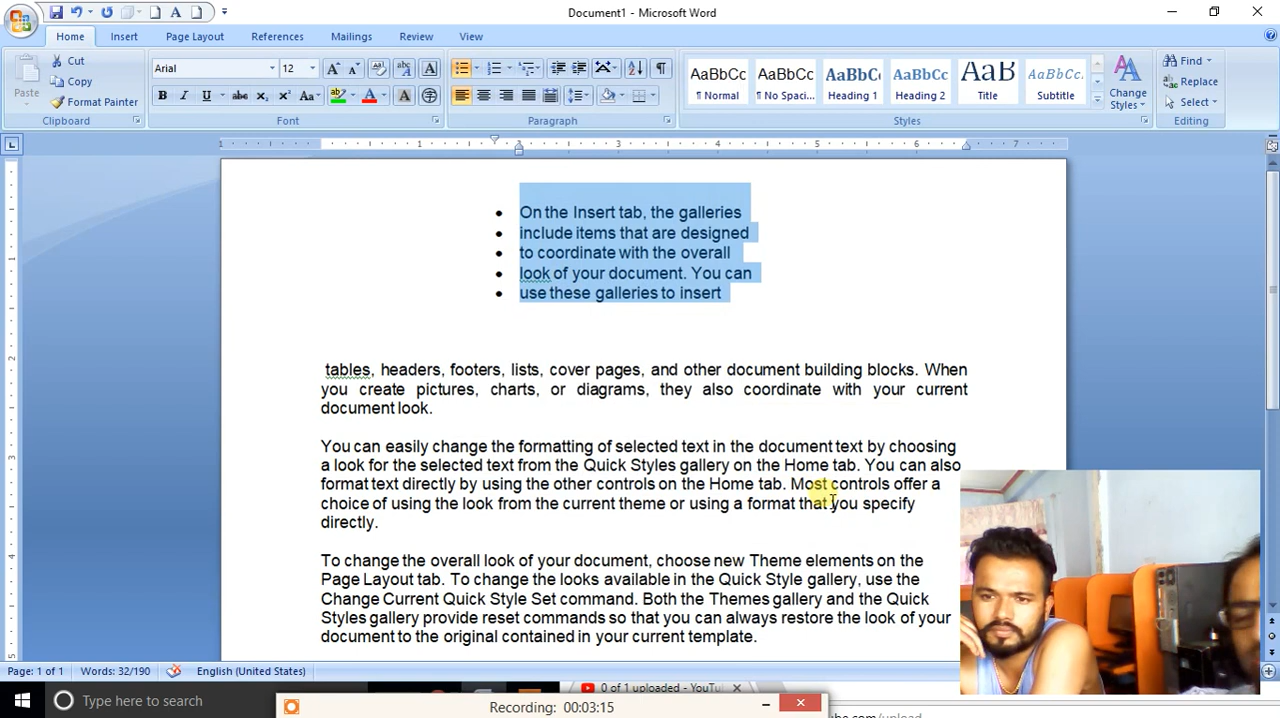 Document1 - Microsoft Word
Home Insert Page Layout References Mailings Review View
Paste
Cut
Copy
Format Painter
Clipboard
Arial 12
Font
Paragraph
AaBbCc AaBbCc AaBbCc AaBbCc AaB AaBbCc
¶ Normal ¶ No Spaci... Heading 1 Heading 2 Title Subtitle
Change
Styles
Styles
Find
Replace
Select
Editing
1 1 2 3 4 5 6 7
• On the Insert tab, the galleries
• include items that are designed
• to coordinate with the overall
• look of your document. You can
• use these galleries to insert
tables, headers, footers, lists, cover pages, and other document building blocks. When
you create pictures, charts, or diagrams, they also coordinate with your current
document look.
You can easily change the formatting of selected text in the document text by choosing
a look for the selected text from the Quick Styles gallery on the Home tab. You can also
format text directly by using the other controls on the Home tab. Most controls offer a
choice of using the look from the current theme or using a format that you specify
directly.
To change the overall look of your document, choose new Theme elements on the
Page Layout tab. To change the looks available in the Quick Style gallery, use the
Change Current Quick Style Set command. Both the Themes gallery and the Quick
Styles gallery provide reset commands so that you can always restore the look of your
document to the original contained in your current template.
Page: 1 of 1 Words: 32/190 English (United States)
Type here to search
0 of 1 uploaded - YouTu
Recording: 00:03:15